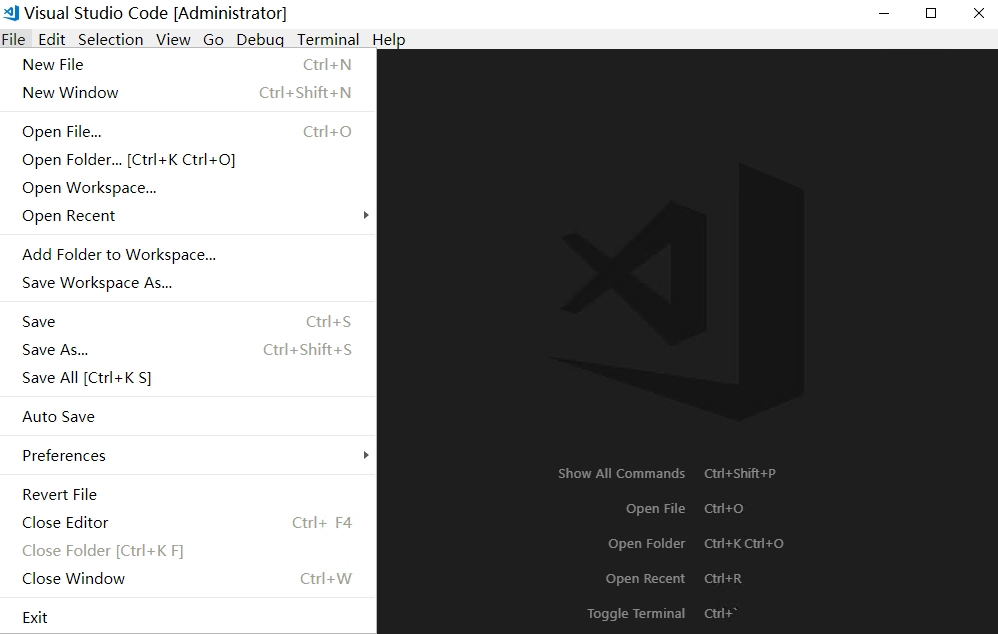 Visual Studio Code [Administrator]
File Edit Selection View Go Debug Terminal Help
New File Ctrl+N
New Window Ctrl+Shift+N
Open File... Ctrl+O
Open Folder... [Ctrl+K Ctrl+O]
Open Workspace...
Open Recent
Add Folder to Workspace...
Save Workspace As...
Save Ctrl+S
Save As... Ctrl+Shift+S
Save All [Ctrl+K S]
Auto Save
Preferences
Revert File
Close Editor Ctrl+ F4
Close Folder [Ctrl+K F]
Close Window Ctrl+W
Exit
Show All Commands Ctrl+Shift+P
Open File Ctrl+O
Open Folder Ctrl+K Ctrl+O
Open Recent Ctrl+R
Toggle Terminal Ctrl+`